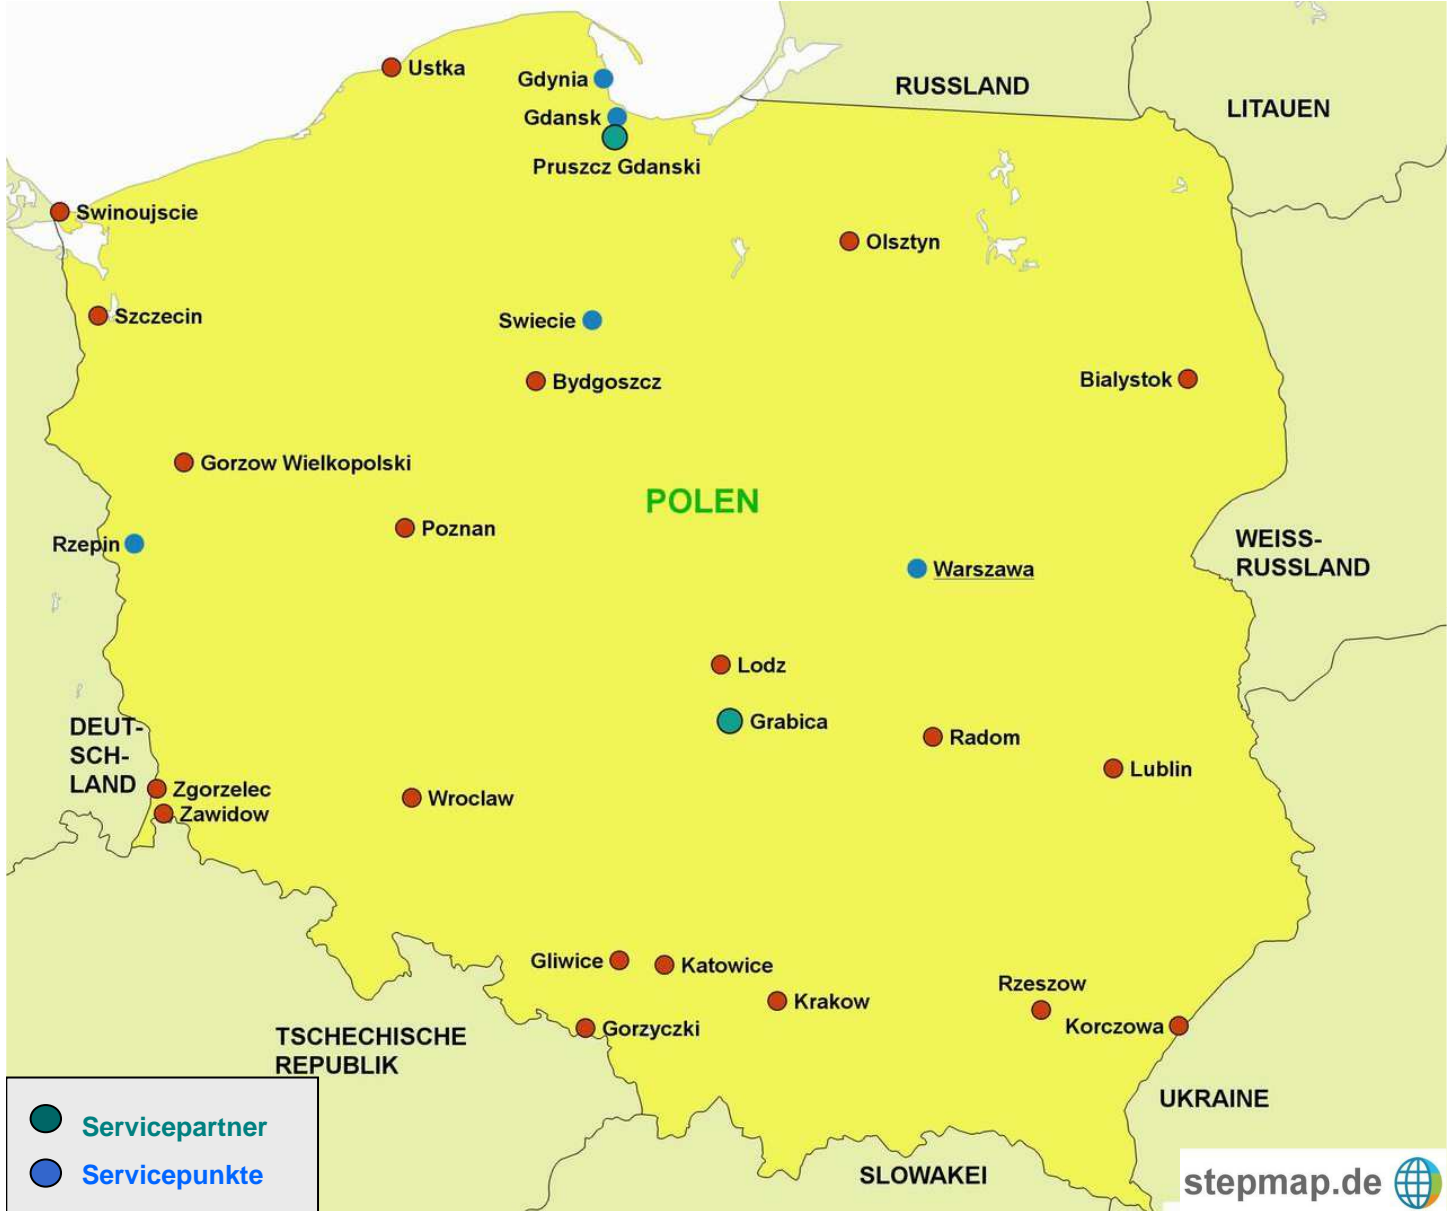 Ustka
Gdynia
RUSSLAND
LITAUEN
Gdansk
Pruszcz Gdanski
Swinoujscie
Olsztyn
Szczecin
Swiecie
Bydgoszcz
Bialystok
Gorzow Wielkopolski
POLEN
Poznan
Rzepin
WEISS-
RUSSLAND
Warszawa
Lodz
Grabica
DEUT-
SCH-
LAND
Radom
Lublin
Zgorzelec
Zawidow
Wroclaw
Gliwice
Katowice
Krakow
Rzeszow
Korczowa
Gorzyczki
TSCHECHISCHE
REPUBLIK
UKRAINE
SLOWAKEI
Servicepartner
Servicepunkte
stepmap.de